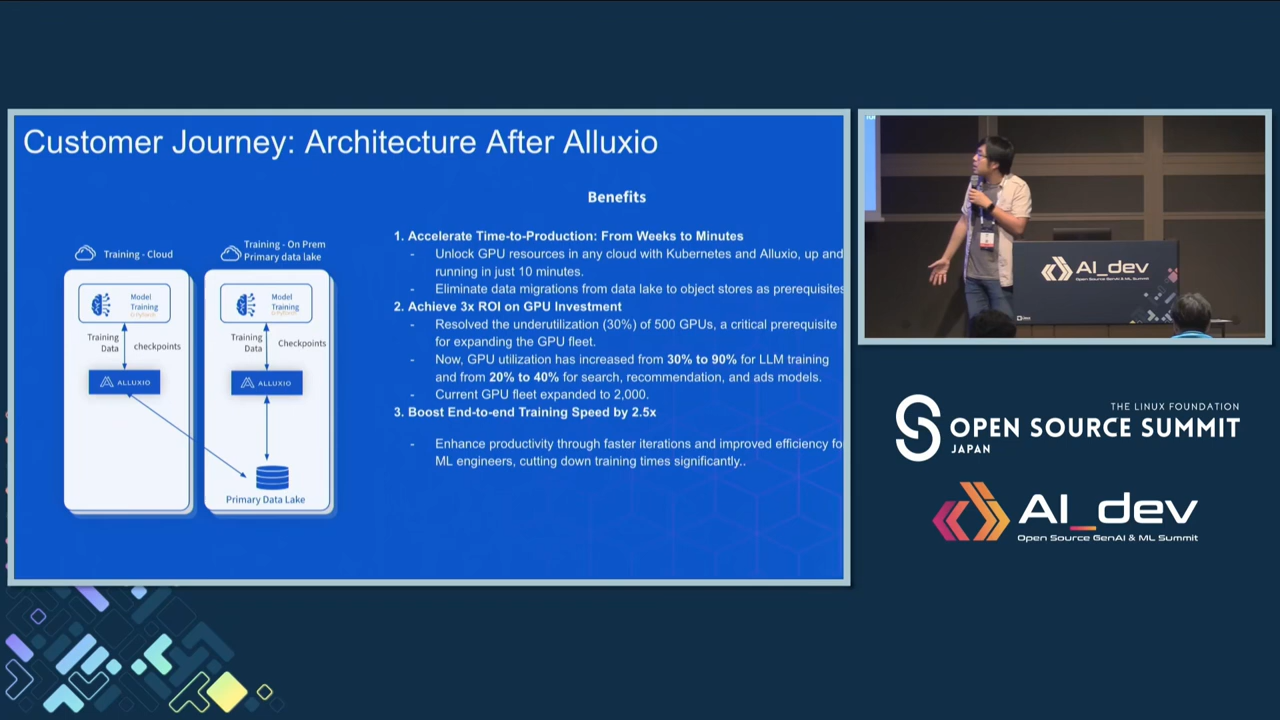 Customer Journey: Architecture After Alluxio
Training - Cloud
Model
Training
Training
Data
checkpoints
ALLUXIO
Training - On Prem
Primary data lake
Model
Training
Training
Data
Checkpoints
ALLUXIO
Primary Data Lake
Benefits
1. Accelerate Time-to-Production: From Weeks to Minutes
- Unlock GPU resources in any cloud with Kubernetes and Alluxio, up and
running in just 10 minutes.
Eliminate data migrations from data lake to object stores as prerequisites
2. Achieve 3x ROI on GPU Investment
- Resolved the underutilization (30%) of 500 GPUs, a critical prerequisite
for expanding the GPU fleet.
- Now, GPU utilization has increased from 30% to 90% for LLM training
and from 20% to 40% for search, recommendation, and ads models.
- Current GPU fleet expanded to 2,000.
3. Boost End-to-end Training Speed by 2.5x
- Enhance productivity through faster iterations and improved efficiency fo
ML engineers, cutting down training times significantly..
AI_dev
Open Source GenAI & ML Summit
THE LINUX FOUNDATION
OPEN SOURCE SUMMIT
JAPAN
AI_dev
Open Source GenAI & ML Summit